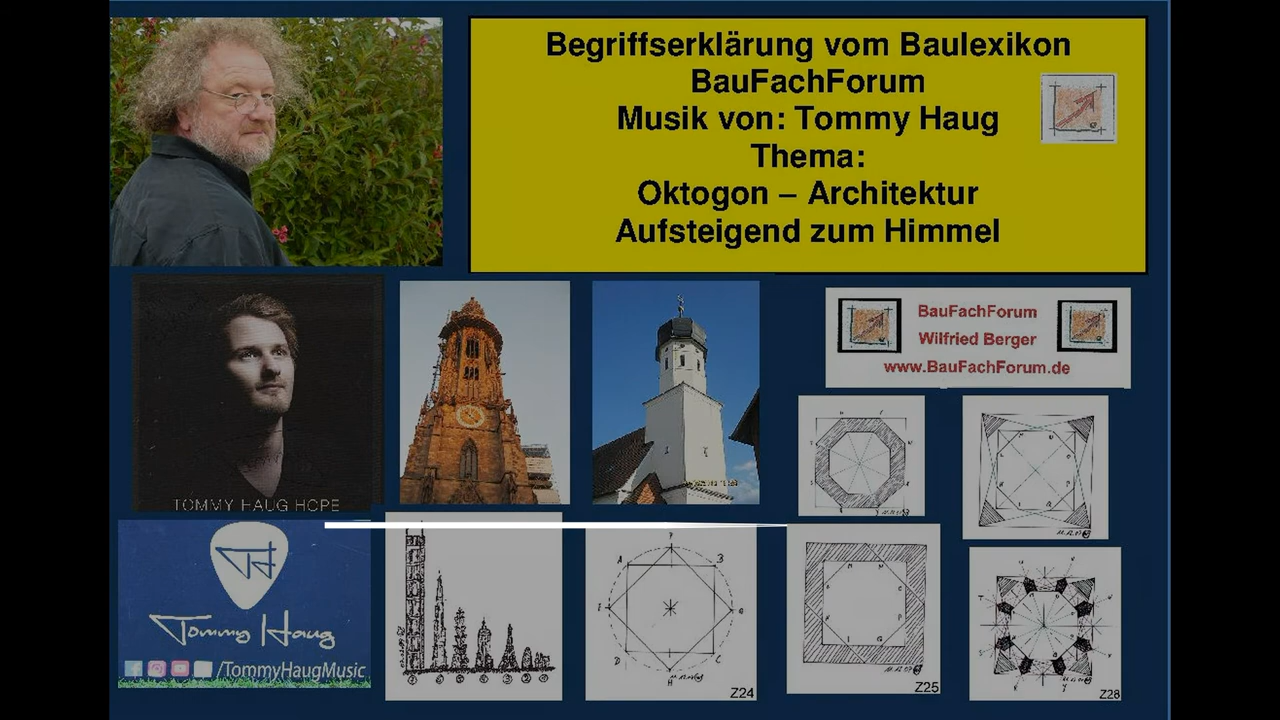 Begriffserklärung vom Baulexikon
BauFachForum
Musik von: Tommy Haug
Thema:
Oktogon – Architektur
Aufsteigend zum Himmel
BauFachForum
Wilfried Berger
www.BauFachForum.de
TOMMY HAUG HOPE
Tommy Haug
/TommyHaugMusic
A
B
D
C
H
Z24
Z25
Z28